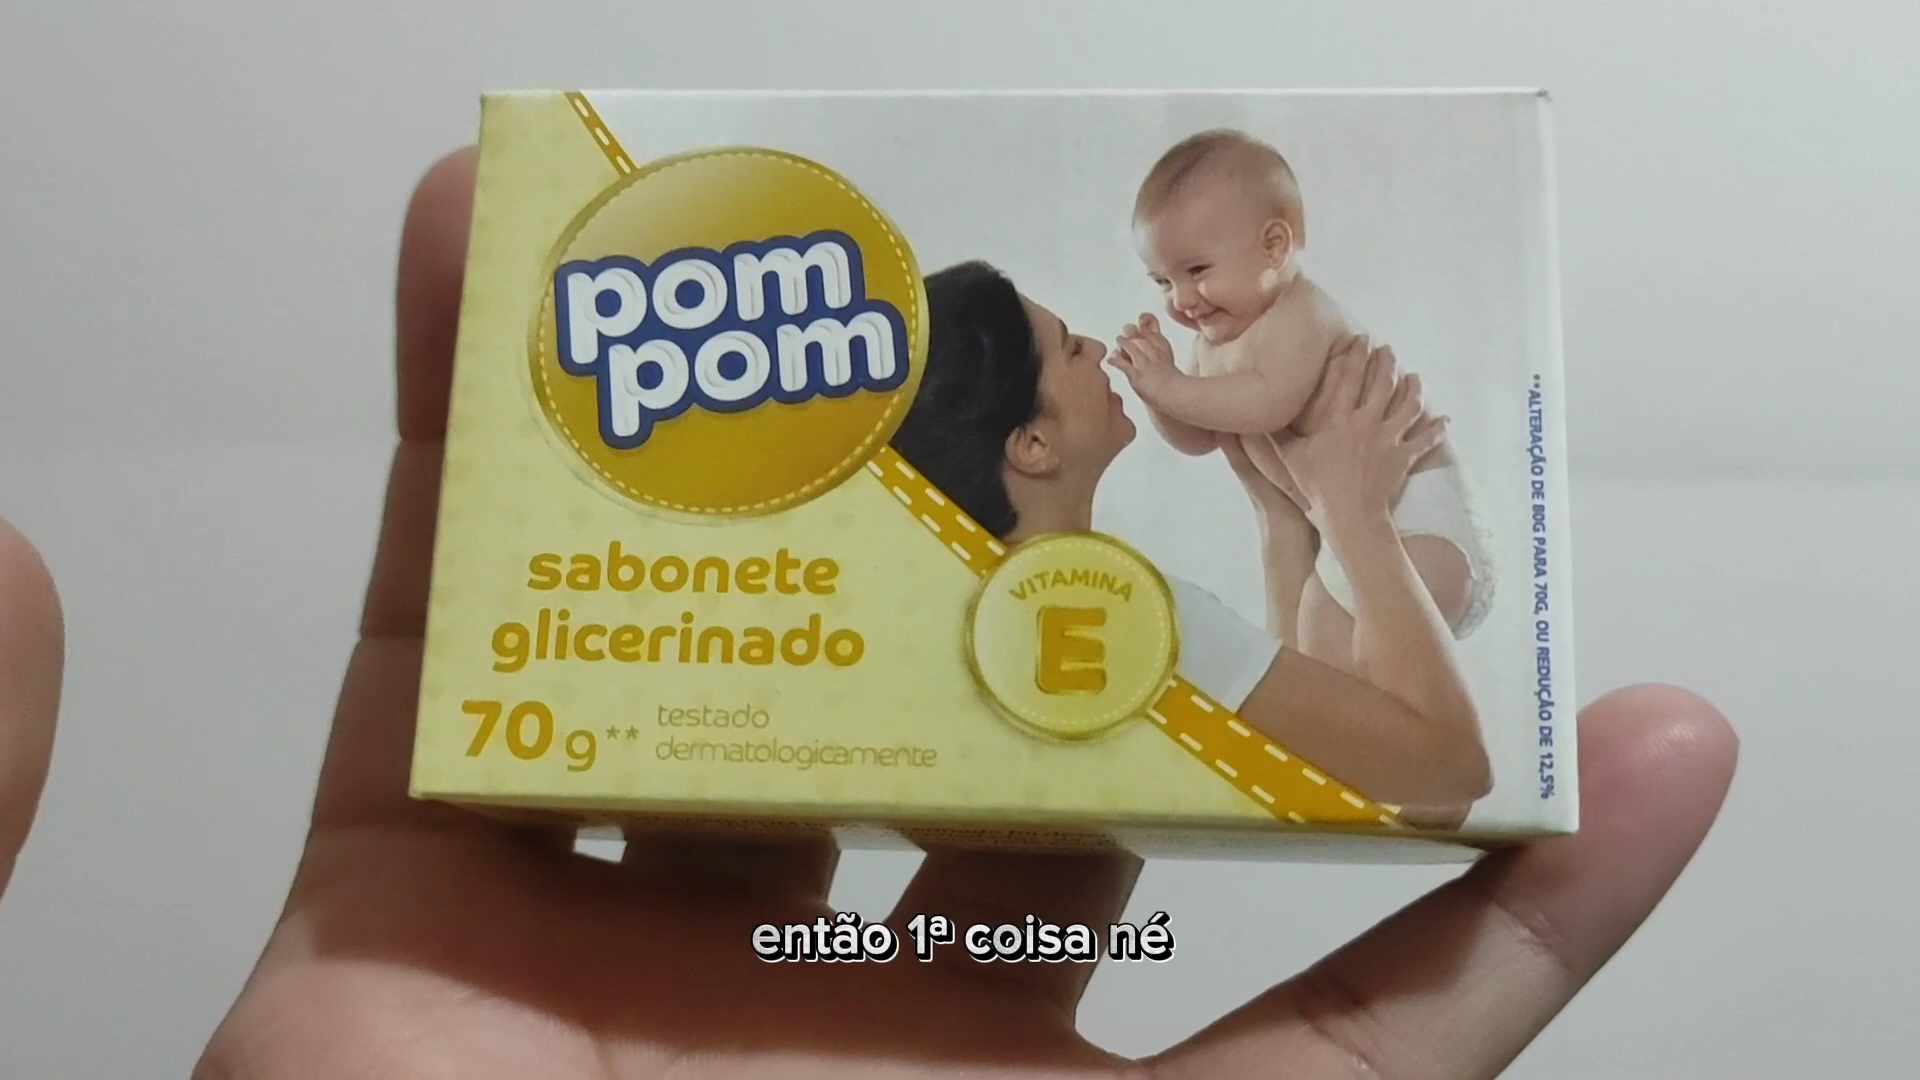 pom
pom
sabonete
glicerinado
70g** testado
dermatologicamente
VITAMINA
E
**ALTERAÇÃO DE 80G PARA 70G, OU REDUÇÃO DE 12,5%
então 1ª coisa né